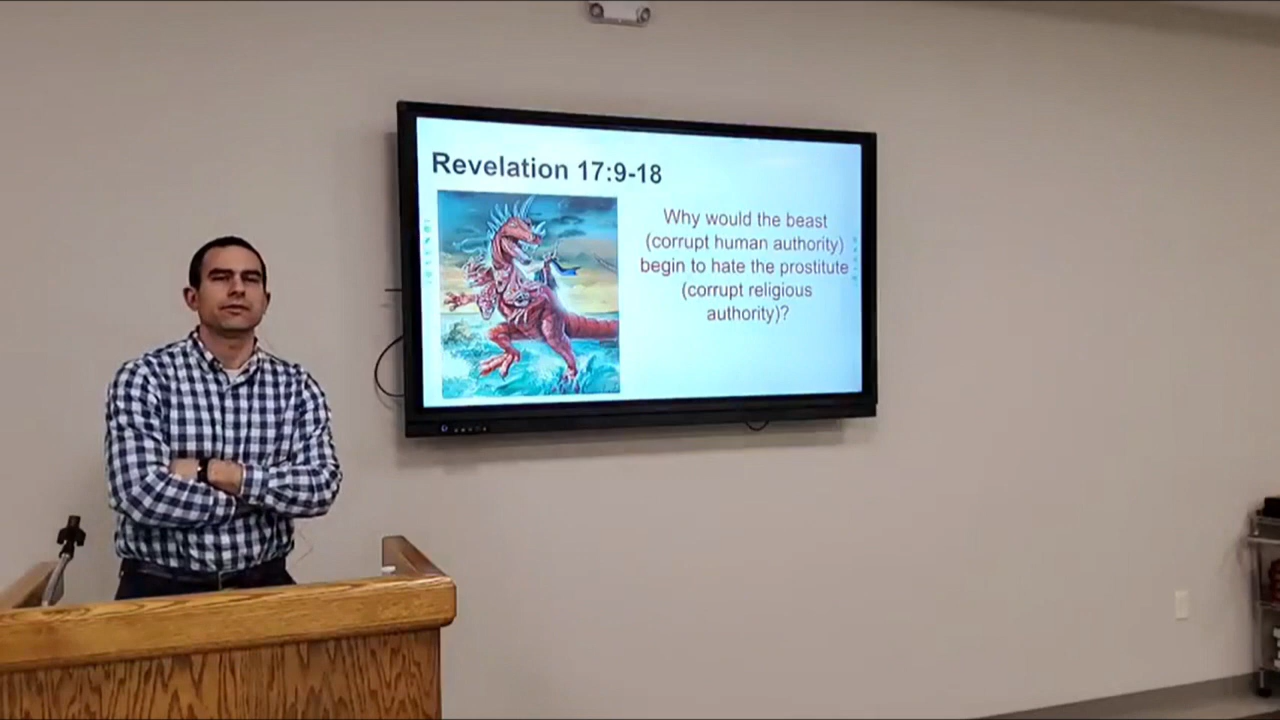 Revelation 17:9-18
Why would the beast
(corrupt human authority)
begin to hate the prostitute
(corrupt religious
authority)?